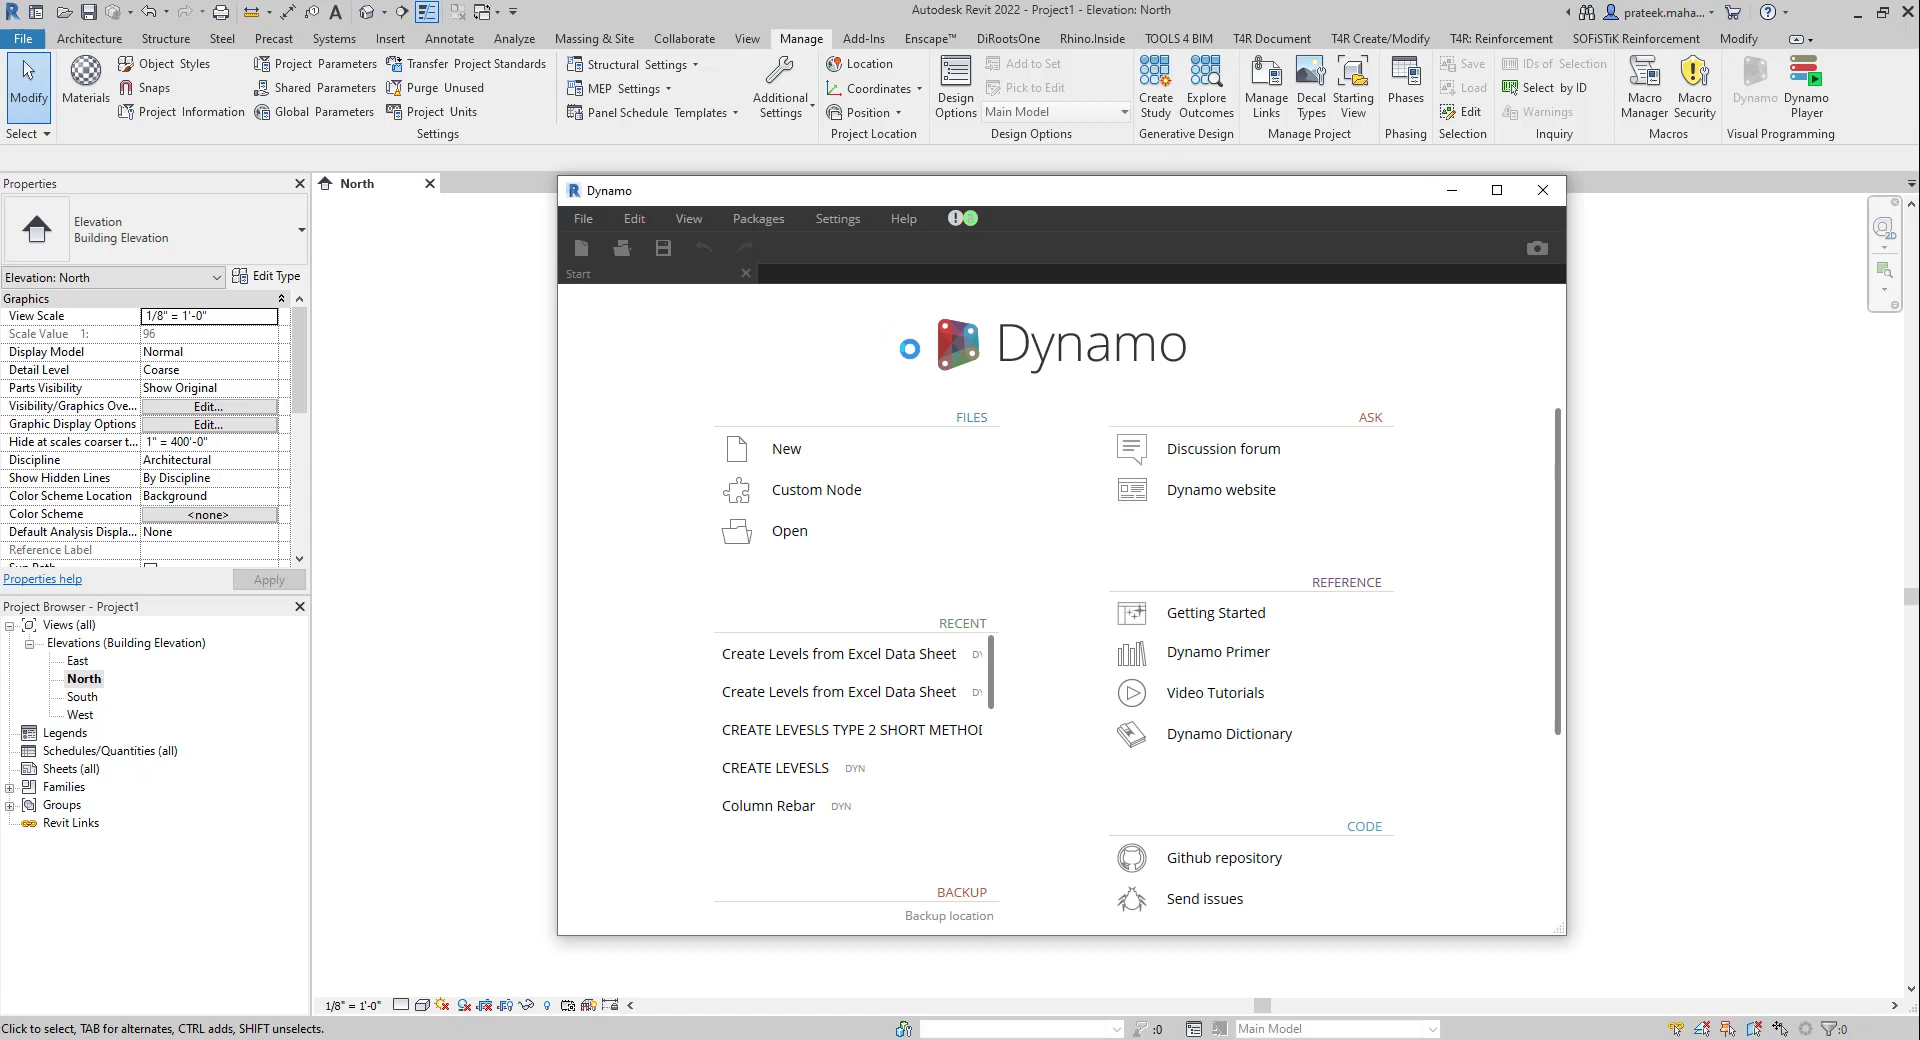 Autodesk Revit 2022 - Project1 - Elevation: North
prateek.maha...
File Architecture Structure Steel Precast Systems Insert Annotate Analyze Massing & Site Collaborate View Manage Add-Ins Enscape™ DiRootsOne Rhino.Inside TOOLS 4 BIM T4R Document T4R Create/Modify T4R: Reinforcement SOFiSTiK Reinforcement Modify
Modify
Select
Materials
Object Styles
Snaps
Project Information
Project Parameters
Shared Parameters
Global Parameters
Transfer Project Standards
Purge Unused
Project Units
Settings
Structural Settings
MEP Settings
Panel Schedule Templates
Additional
Settings
Location
Coordinates
Position
Project Location
Design
Options
Add to Set
Pick to Edit
Main Model
Design Options
Create
Study
Explore
Outcomes
Generative Design
Manage
Links
Decal
Types
Starting
View
Manage Project
Phases
Phasing
Save
Load
Edit
Selection
IDs of Selection
Select by ID
Warnings
Inquiry
Macro
Manager
Macro
Security
Macros
Dynamo
Dynamo
Player
Visual Programming
Properties
Elevation
Building Elevation
Elevation: North
Edit Type
Graphics
View Scale 1/8" = 1'-0"
Scale Value 1: 96
Display Model Normal
Detail Level Coarse
Parts Visibility Show Original
Visibility/Graphics Ove... Edit...
Graphic Display Options Edit...
Hide at scales coarser t... 1" = 400'-0"
Discipline Architectural
Show Hidden Lines By Discipline
Color Scheme Location Background
Color Scheme <none>
Default Analysis Displa... None
Reference Label
Properties help
Apply
Project Browser - Project1
Views (all)
Elevations (Building Elevation)
East
North
South
West
Legends
Schedules/Quantities (all)
Sheets (all)
Families
Groups
Revit Links
North
Dynamo
File Edit View Packages Settings Help
Start
Dynamo
FILES
New
Custom Node
Open
RECENT
Create Levels from Excel Data Sheet
Create Levels from Excel Data Sheet
CREATE LEVESLS TYPE 2 SHORT METHOD
CREATE LEVESLS DYN
Column Rebar DYN
BACKUP
Backup location
ASK
Discussion forum
Dynamo website
REFERENCE
Getting Started
Dynamo Primer
Video Tutorials
Dynamo Dictionary
CODE
Github repository
Send issues
1/8" = 1'-0"
Click to select, TAB for alternates, CTRL adds, SHIFT unselects.
:0
Main Model
:0